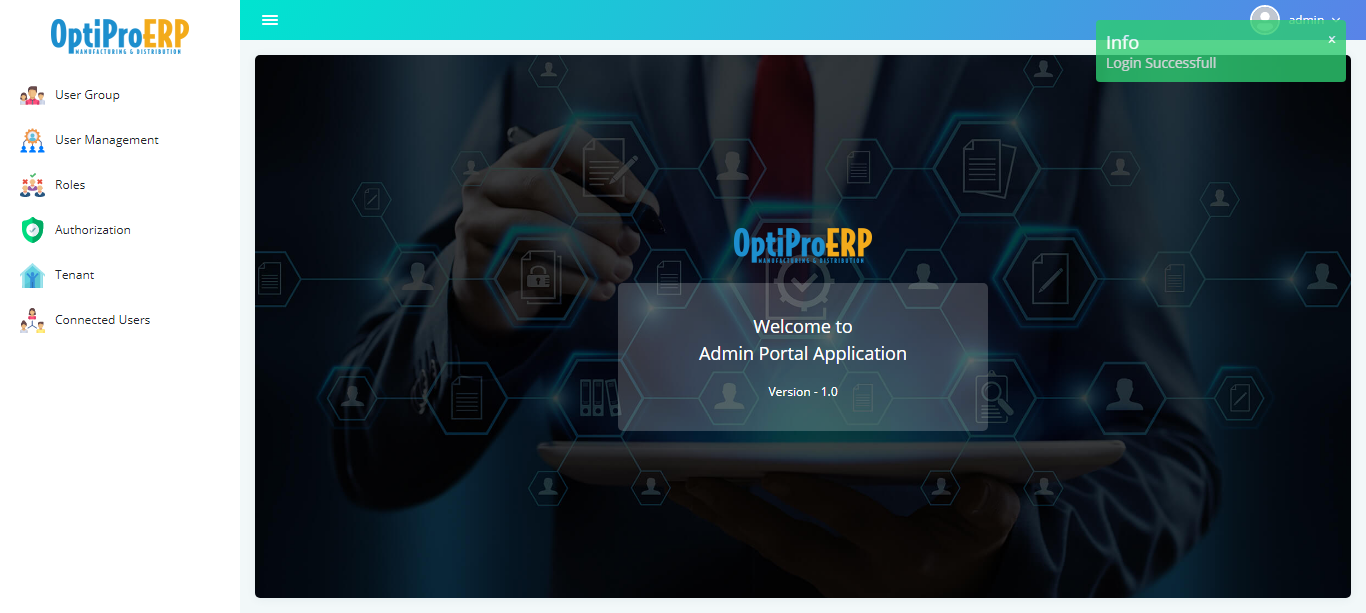 OptiProERP
MANUFACTURING & DISTRIBUTION
User Group
User Management
Roles
Authorization
Tenant
Connected Users
admin
Info
×
Login Successfull
OptiProERP
MANUFACTURING & DISTRIBUTION
Welcome to
Admin Portal Application
Version - 1.0